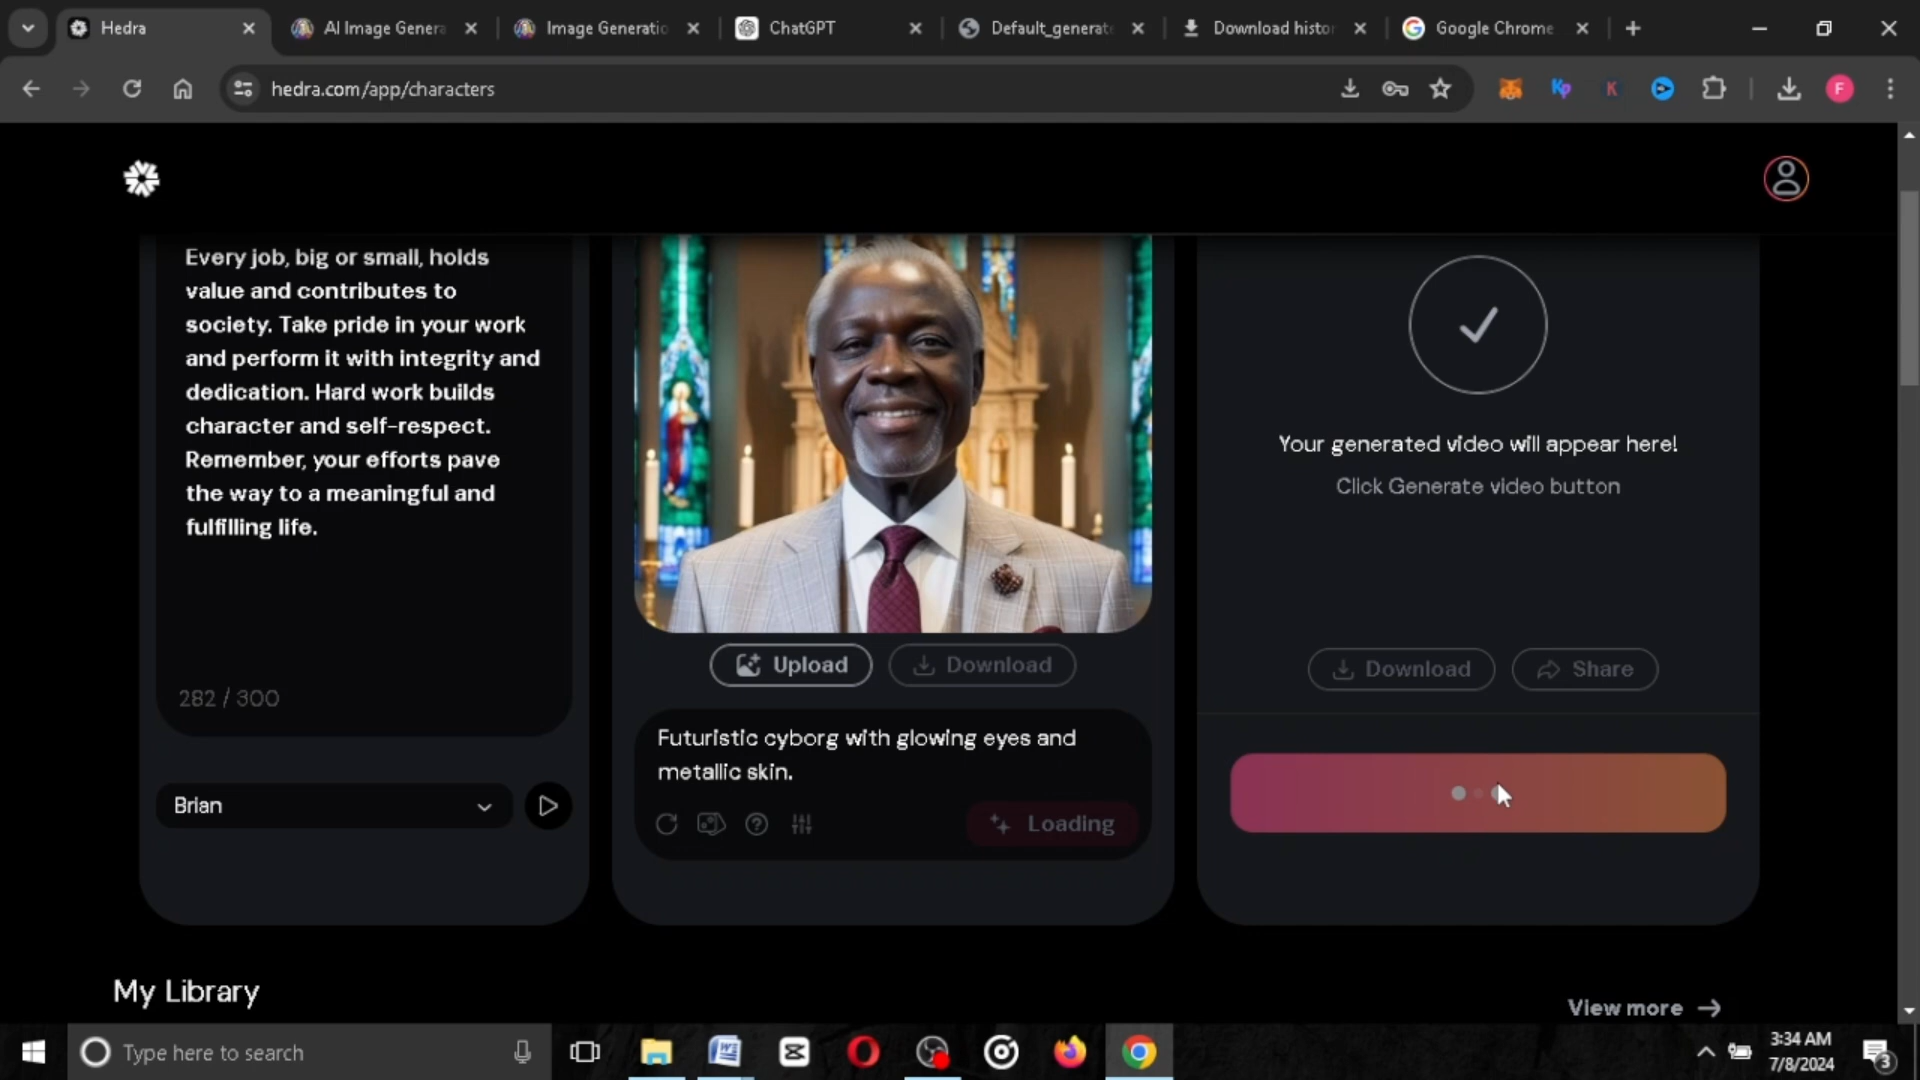 Hedra
AI Image Genera
Image Generatio
ChatGPT
Default_generate
Download histor
Google Chrome
hedra.com/app/characters
F
Every job, big or small, holds
value and contributes to
society. Take pride in your work
and perform it with integrity and
dedication. Hard work builds
character and self-respect.
Remember, your efforts pave
the way to a meaningful and
fulfilling life.
282 / 300
Brian
Upload
Download
Futuristic cyborg with glowing eyes and
metallic skin.
Loading
Your generated video will appear here!
Click Generate video button
Download
Share
My Library
View more
Type here to search
3:34 AM
7/8/2024
3